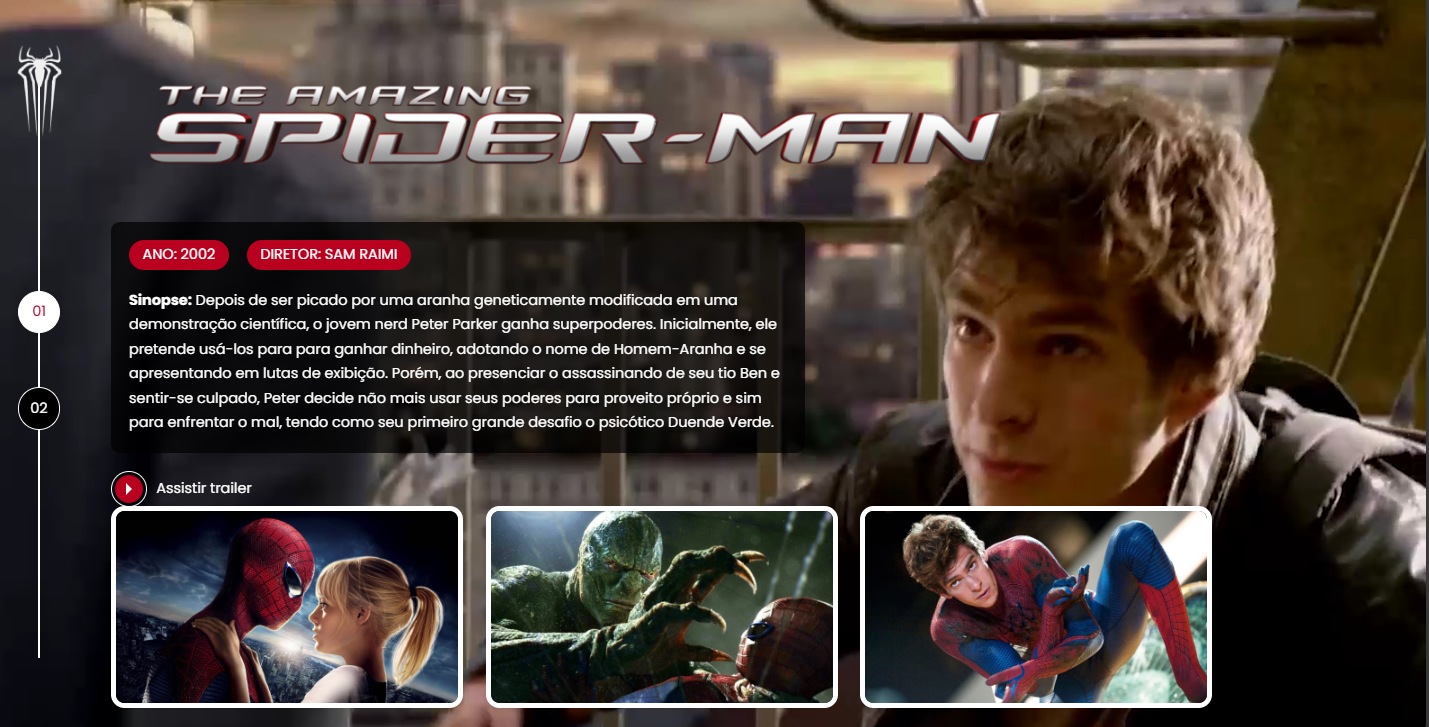 THE AMAZING
SPIDER-MAN
ANO: 2002 DIRETOR: SAM RAIMI
Sinopse: Depois de ser picado por uma aranha geneticamente modificada em uma
demonstração científica, o jovem nerd Peter Parker ganha superpoderes. Inicialmente, ele
pretende usá-los para para ganhar dinheiro, adotando o nome de Homem-Aranha e se
apresentando em lutas de exibição. Porém, ao presenciar o assassinando de seu tio Ben e
sentir-se culpado, Peter decide não mais usar seus poderes para proveito próprio e sim
para enfrentar o mal, tendo como seu primeiro grande desafio o psicótico Duende Verde.
01
02
Assistir trailer